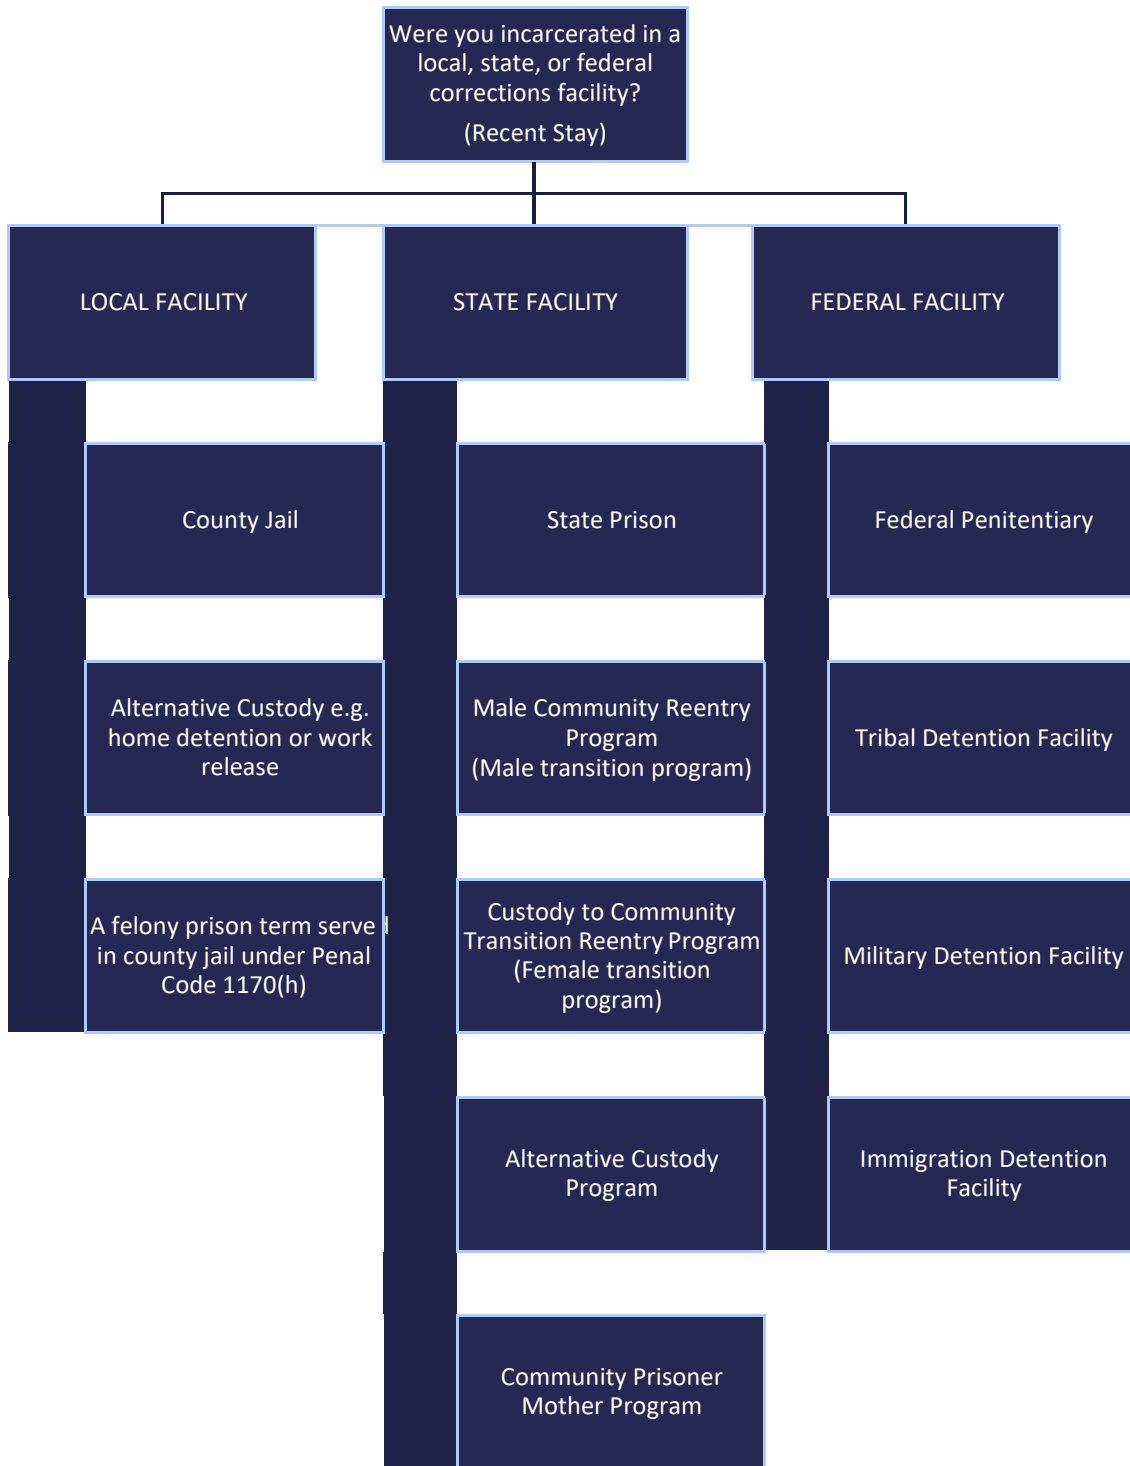 Were you incarcerated in a
local, state, or federal
corrections facility?
(Recent Stay)
LOCAL FACILITY
STATE FACILITY
FEDERAL FACILITY
County Jail
State Prison
Federal Penitentiary
Alternative Custody e.g.
home detention or work
release
Male Community Reentry
Program
(Male transition program)
Tribal Detention Facility
A felony prison term served
in county jail under Penal
Code 1170(h)
Custody to Community
Transition Reentry Program
(Female transition
program)
Military Detention Facility
Alternative Custody
Program
Immigration Detention
Facility
Community Prisoner
Mother Program